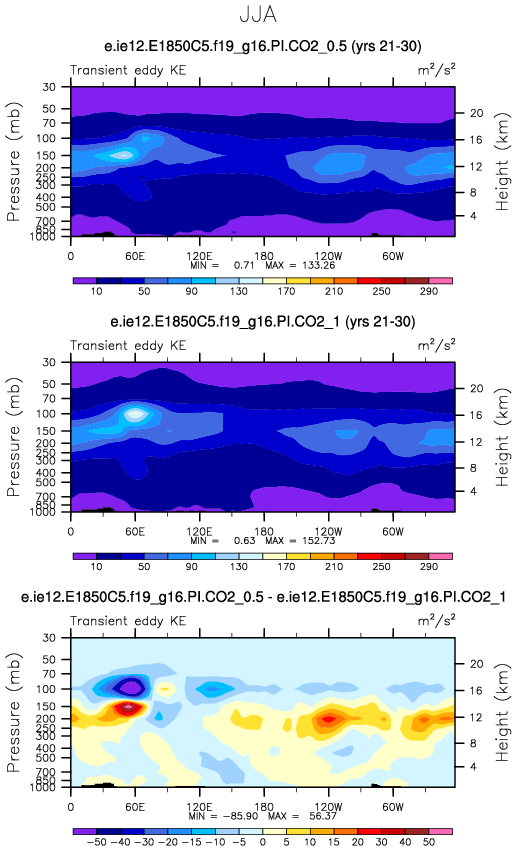 JJA
e.ie12.E1850C5.f19_g16.PI.CO2_0.5 (yrs 21-30)
Transient eddy KE m²/s²
Pressure (mb)
30
50
70
100
150
200
250
300
400
500
700
850
1000
Height (km)
20
16
12
8
4
0 60E 120E 180 120W 60W
MIN = 0.71 MAX = 133.26
10 50 90 130 170 210 250 290
e.ie12.E1850C5.f19_g16.PI.CO2_1 (yrs 21-30)
Transient eddy KE m²/s²
Pressure (mb)
30
50
70
100
150
200
250
300
400
500
700
850
1000
Height (km)
20
16
12
8
4
0 60E 120E 180 120W 60W
MIN = 0.63 MAX = 152.73
10 50 90 130 170 210 250 290
e.ie12.E1850C5.f19_g16.PI.CO2_0.5 - e.ie12.E1850C5.f19_g16.PI.CO2_1
Transient eddy KE m²/s²
Pressure (mb)
30
50
70
100
150
200
250
300
400
500
700
850
1000
Height (km)
20
16
12
8
4
0 60E 120E 180 120W 60W
MIN = −85.90 MAX = 56.37
−50 −40 −30 −20 −15 −10 −5 0 5 10 15 20 30 40 50